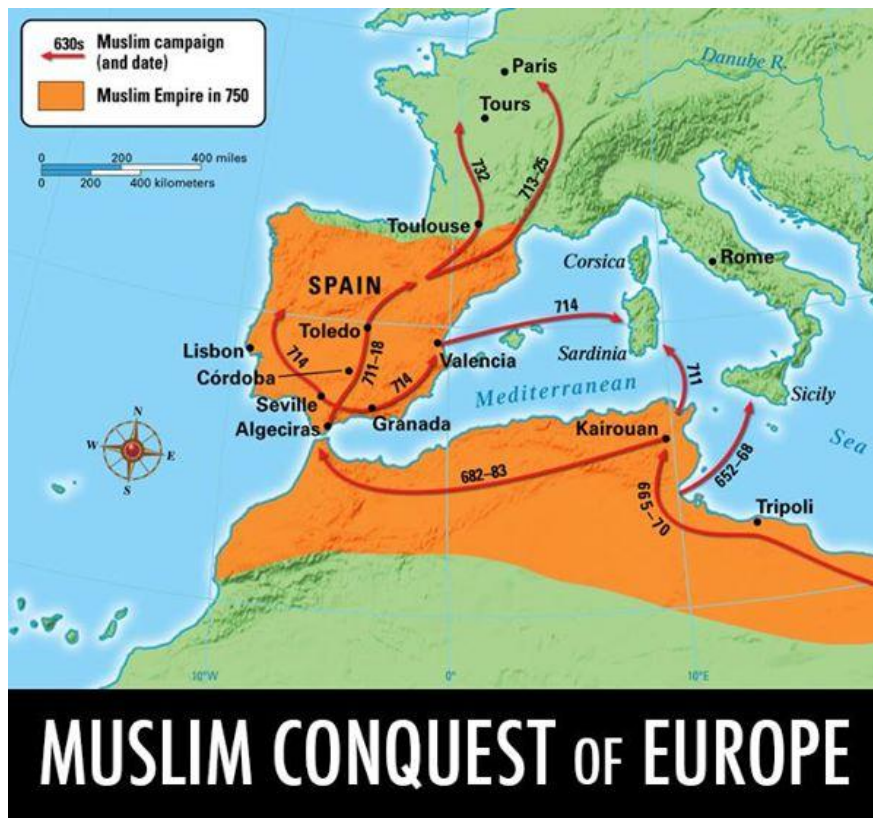 630s Muslim campaign
(and date)
Muslim Empire in 750
0 200 400 miles
0 200 400 kilometers
Paris
Tours
Danube R.
732
713–25
Toulouse
Corsica
Rome
SPAIN
714
Toledo
Lisbon
Valencia
Sardinia
714
711–18
714
711
Córdoba
Mediterranean
Sicily
Seville
Granada
Algeciras
Kairouan
Sea
N
W E
S
682–83
652–68
665–70
Tripoli
10°W
0°
10°E
MUSLIM CONQUEST OF EUROPE